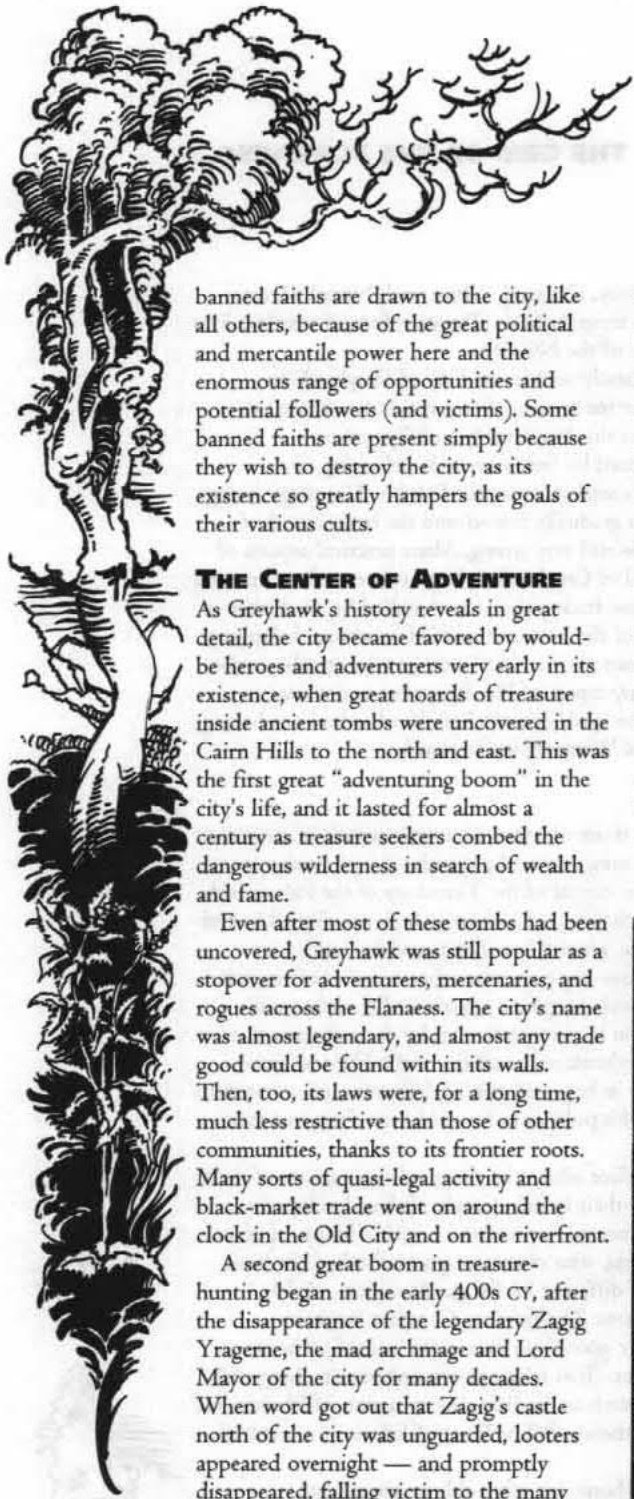 banned faiths are drawn to the city, like
all others, because of the great political
and mercantile power here and the
enormous range of opportunities and
potential followers (and victims). Some
banned faiths are present simply because
they wish to destroy the city, as its
existence so greatly hampers the goals of
their various cults.
THE CENTER OF ADVENTURE
As Greyhawk's history reveals in great
detail, the city became favored by would-
be heroes and adventurers very early in its
existence, when great hoards of treasure
inside ancient tombs were uncovered in the
Cairn Hills to the north and east. This was
the first great “adventuring boom” in the
city's life, and it lasted for almost a
century as treasure seekers combed the
dangerous wilderness in search of wealth
and fame.
Even after most of these tombs had been
uncovered, Greyhawk was still popular as a
stopover for adventurers, mercenaries, and
rogues across the Flanaess. The city's name
was almost legendary, and almost any trade
good could be found within its walls.
Then, too, its laws were, for a long time,
much less restrictive than those of other
communities, thanks to its frontier roots.
Many sorts of quasi-legal activity and
black-market trade went on around the
clock in the Old City and on the riverfront.
A second great boom in treasure-
hunting began in the early 400s CY, after
the disappearance of the legendary Zagig
Yragerne, the mad archmage and Lord
Mayor of the city for many decades.
When word got out that Zagig's castle
north of the city was unguarded, looters
appeared overnight — and promptly
disappeared, falling victim to the many